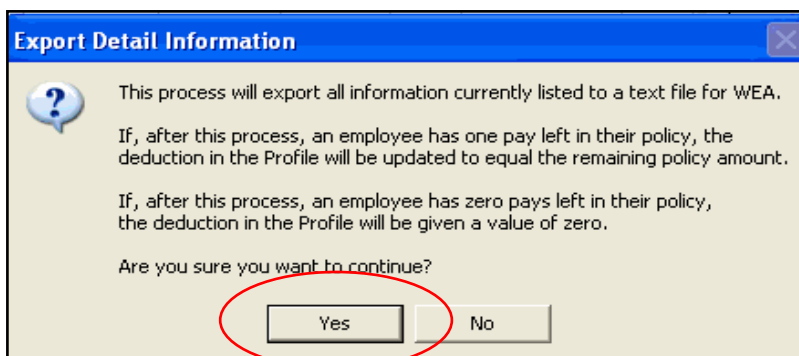 Export Detail Information
This process will export all information currently listed to a text file for WEA.
If, after this process, an employee has one pay left in their policy, the
deduction in the Profile will be updated to equal the remaining policy amount.
If, after this process, an employee has zero pays left in their policy,
the deduction in the Profile will be given a value of zero.
Are you sure you want to continue?
Yes No